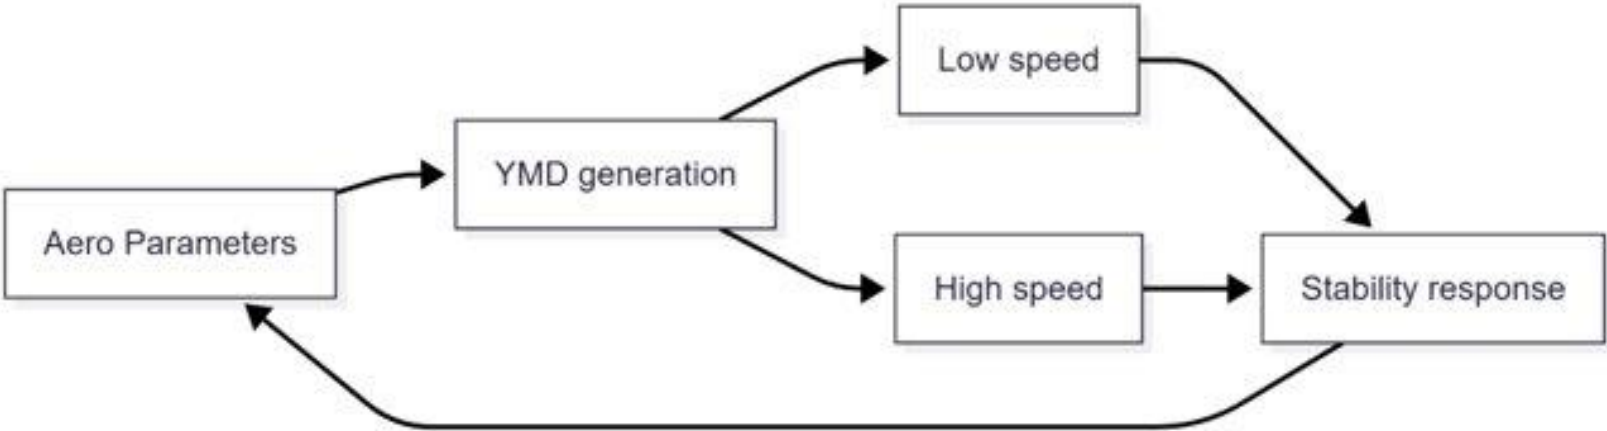 Low speed
YMD generation
Aero Parameters
High speed
Stability response